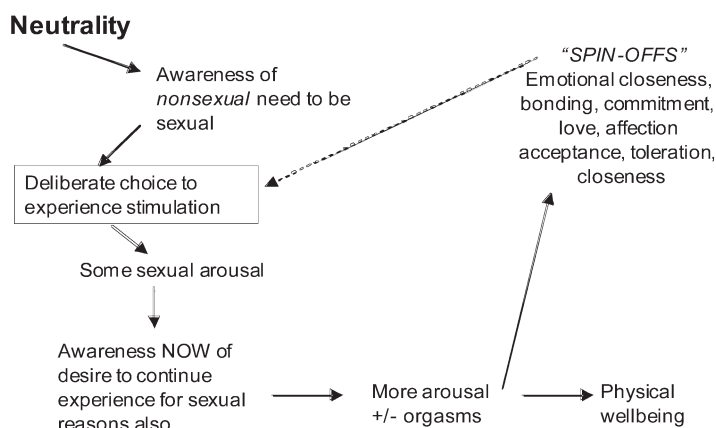 Neutrality
Awareness of
nonsexual need to be
sexual
Deliberate choice to
experience stimulation
Some sexual arousal
Awareness NOW of
desire to continue
experience for sexual
reasons also
More arousal
+/- orgasms
Physical
wellbeing
“SPIN-OFFS”
Emotional closeness,
bonding, commitment,
love, affection
acceptance, toleration,
closeness